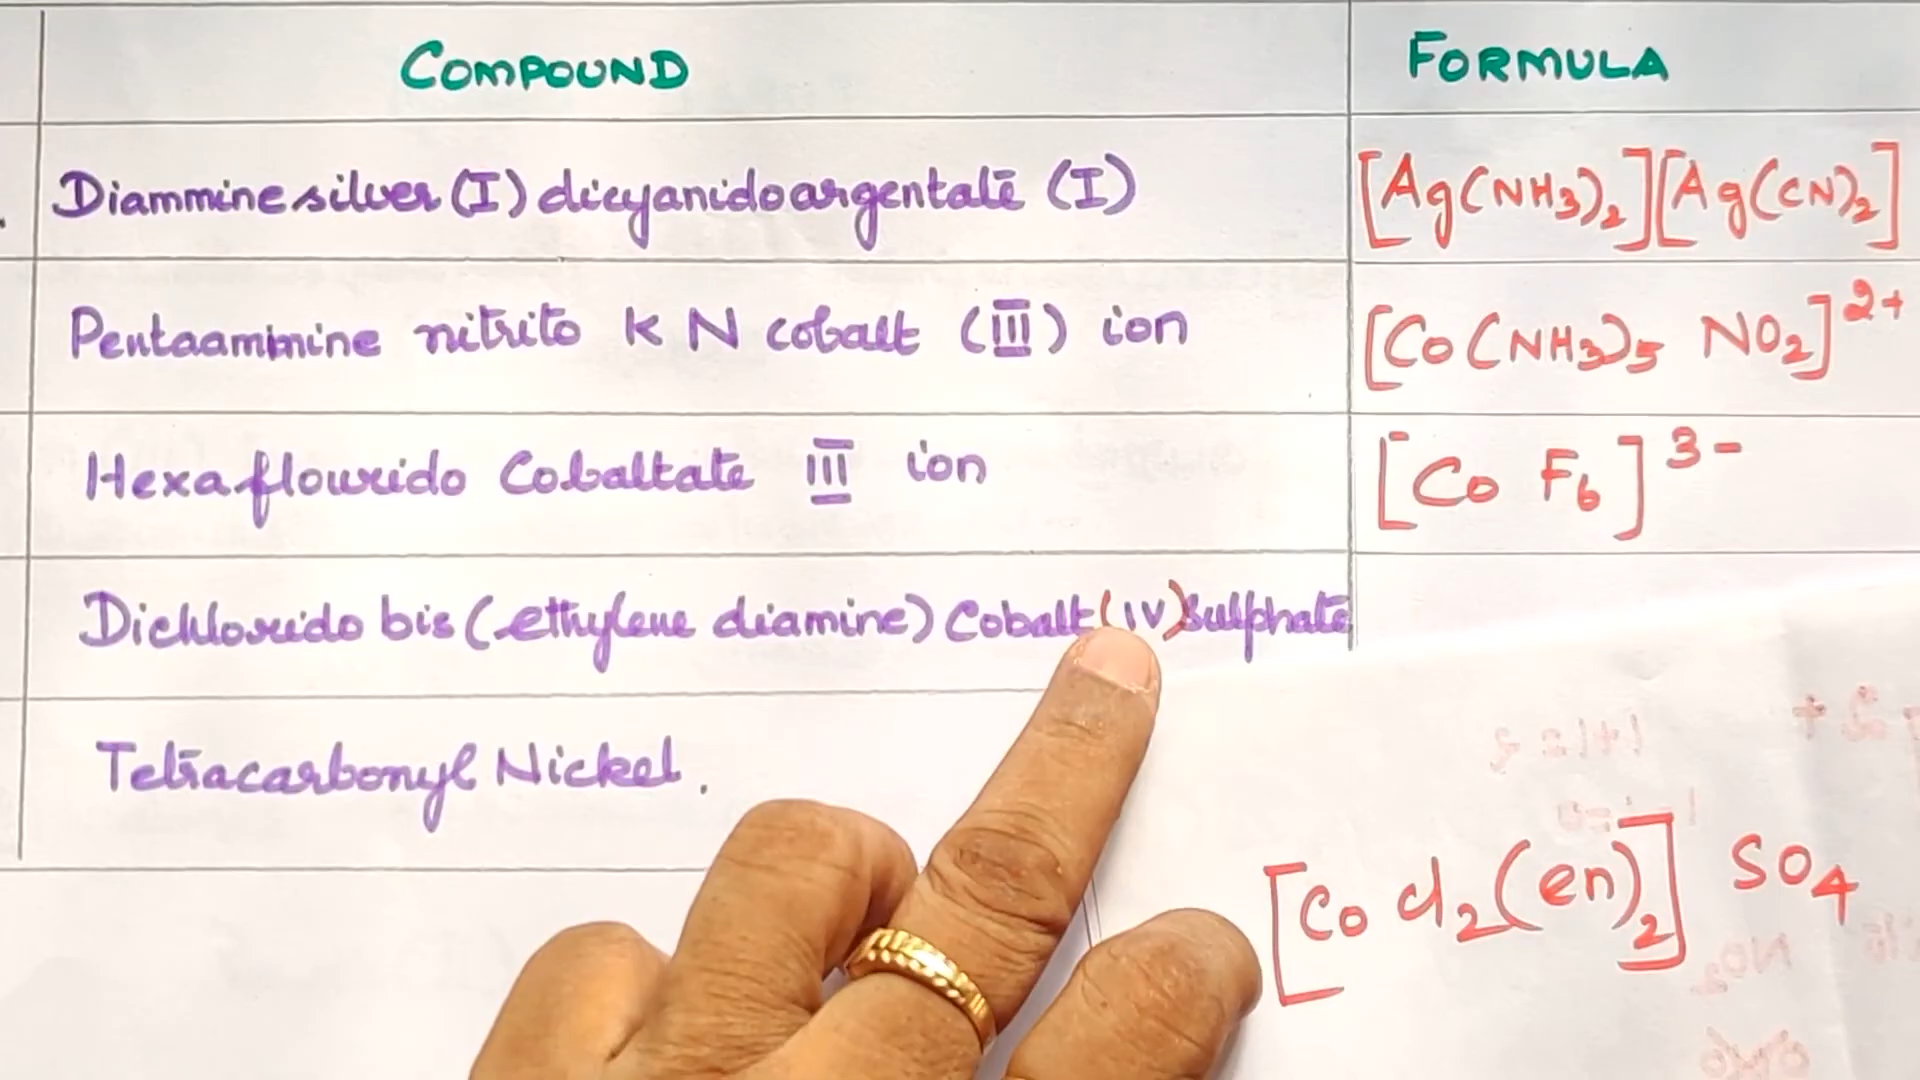 COMPOUND
FORMULA
Diamminesilver (I) dicyanidoargentate (I)
[Ag(NH3)2][Ag(CN)2]
Pentaammine nitrito K N cobalt (III) ion
[Co(NH3)5 NO2]2+
Hexaflourido Cobaltate III ion
[Co F6]3-
Dichlorido bis (ethylene diamine) Cobalt (IV) Sulphate
Tetracarbonyl Nickel.
[Co Cl2(en)2] SO4